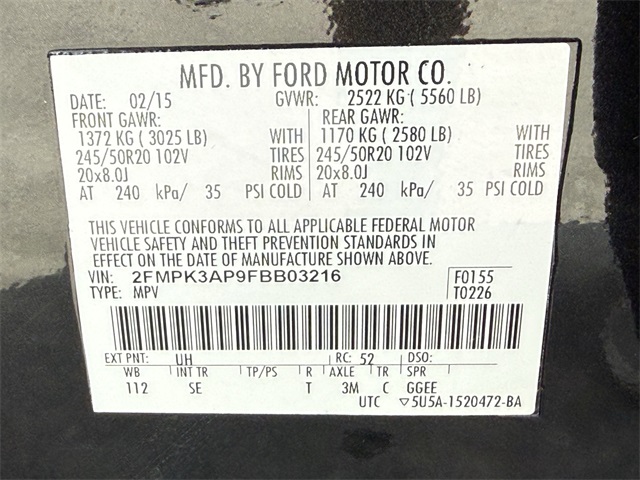 MFD. BY FORD MOTOR CO.
DATE: 02/15 GVWR: 2522 KG ( 5560 LB)
FRONT GAWR: REAR GAWR:
1372 KG ( 3025 LB) WITH 1170 KG ( 2580 LB) WITH
245/50R20 102V TIRES 245/50R20 102V TIRES
20x8.0J RIMS 20x8.0J RIMS
AT 240 kPa/ 35 PSI COLD AT 240 kPa/ 35 PSI COLD
THIS VEHICLE CONFORMS TO ALL APPLICABLE FEDERAL MOTOR
VEHICLE SAFETY AND THEFT PREVENTION STANDARDS IN
EFFECT ON THE DATE OF MANUFACTURE SHOWN ABOVE.
VIN: 2FMPK3AP9FBB03216 F0155
TYPE: MPV T0226
EXT PNT: UH RC: 52 DSO:
WB INT TR TP/PS R AXLE TR SPR
112 SE T 3M C GGEE
UTC ▽5U5A-1520472-BA